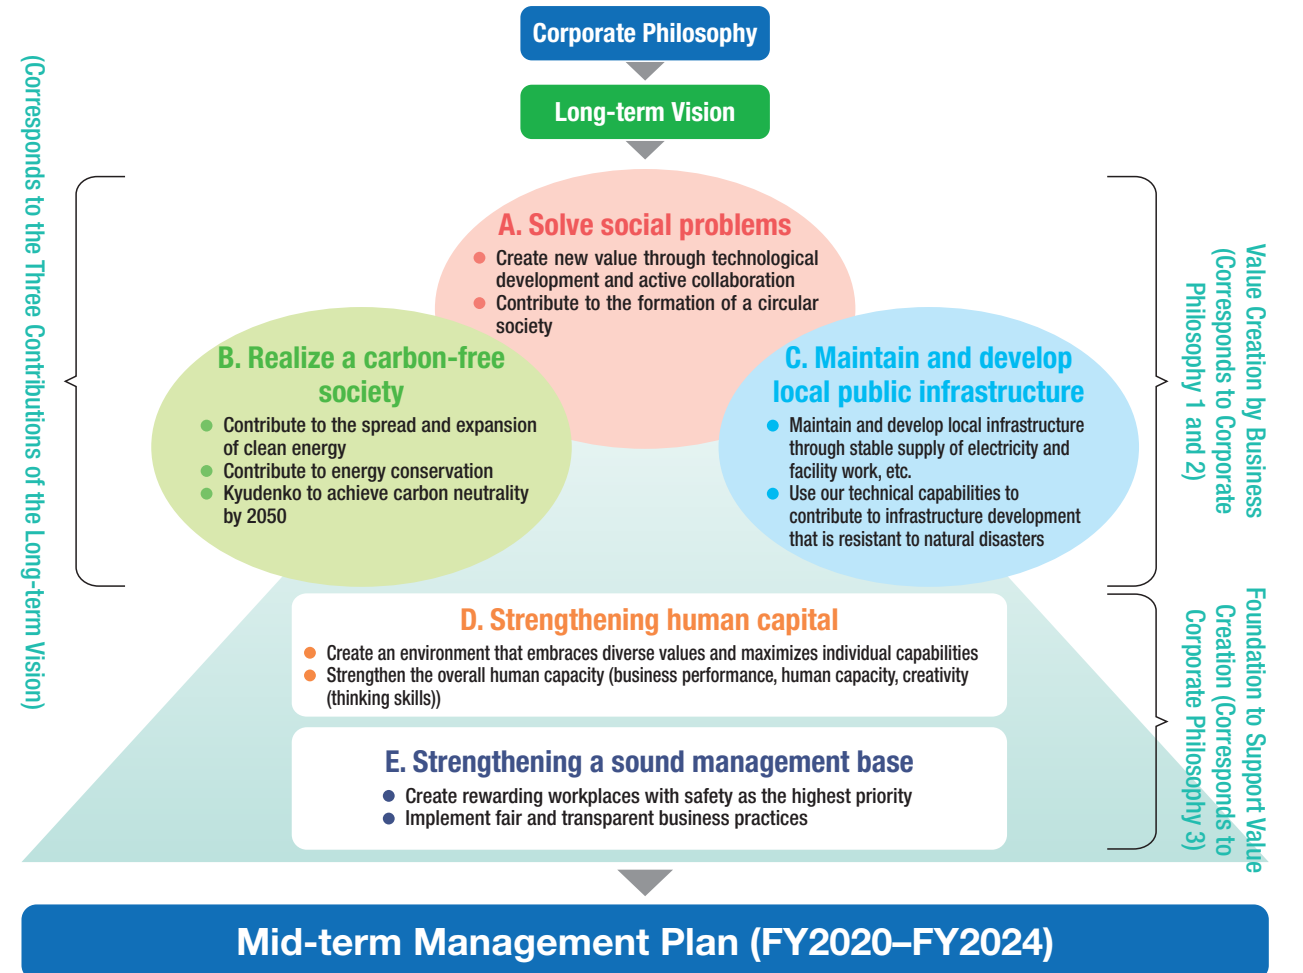 Corporate Philosophy
Long-term Vision
(Corresponds to the Three Contributions of the Long-term Vision)
A. Solve social problems
● Create new value through technological
development and active collaboration
● Contribute to the formation of a circular
society
B. Realize a carbon-free
society
● Contribute to the spread and expansion
of clean energy
● Contribute to energy conservation
● Kyudenko to achieve carbon neutrality
by 2050
C. Maintain and develop
local public infrastructure
● Maintain and develop local infrastructure
through stable supply of electricity and
facility work, etc.
● Use our technical capabilities to
contribute to infrastructure development
that is resistant to natural disasters
Value Creation by Business
(Corresponds to Corporate
Philosophy 1 and 2)
D. Strengthening human capital
● Create an environment that embraces diverse values and maximizes individual capabilities
● Strengthen the overall human capacity (business performance, human capacity, creativity
(thinking skills))
E. Strengthening a sound management base
● Create rewarding workplaces with safety as the highest priority
● Implement fair and transparent business practices
Foundation to Support Value
Creation (Corresponds to
Corporate Philosophy 3)
Mid-term Management Plan (FY2020–FY2024)